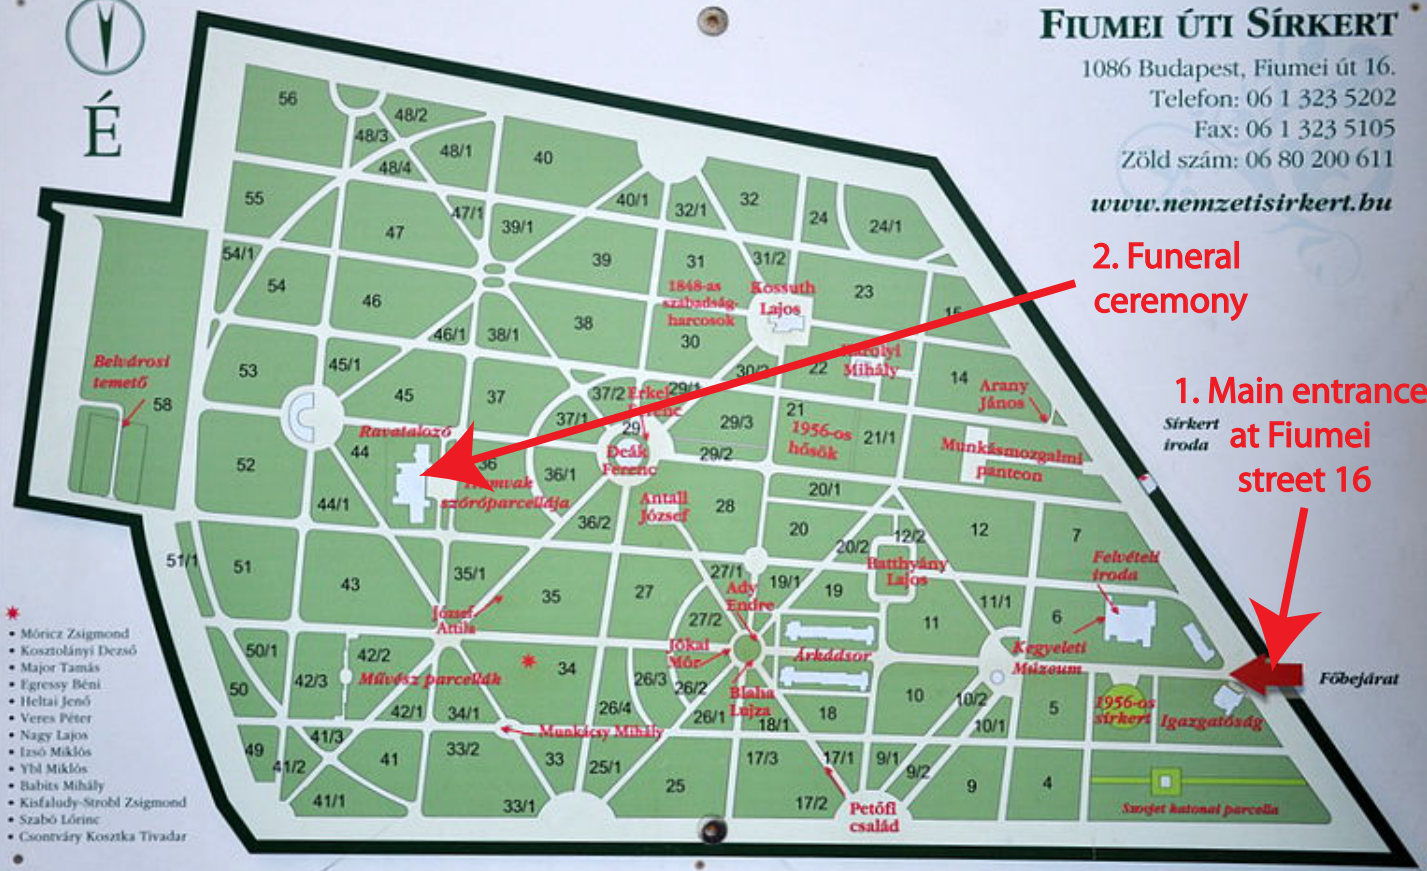 FIUMEI ÚTI SÍRKERT
1086 Budapest, Fiumei út 16.
Telefon: 06 1 323 5202
Fax: 06 1 323 5105
Zöld szám: 06 80 200 611
www.nemzetisirkert.hu
É
2. Funeral
ceremony
1. Main entrance
at Fiumei
street 16
Sírkert
iroda
Főbejárat
56
48/2
48/3
48/1
48/4
40
55
47/1
39/1
40/1
32/1
32
24
24/1
47
54/1
39
31
31/2
54
46
1848-as
szabadság-
harcosok
Kossuth
Lajos
23
15
38
46/1
38/1
30
Belvárosi
temető
58
53
45/1
45
37
37/2
29/1
30/2
22
Károlyi
Mihály
14
Arany
János
Erkel
Ferenc
37/1
29
29/3
21
1956-os
hősök
21/1
Ravatalozó
44
52
36
Hamvak
szóróparcellája
36/1
Deák
Ferenc
29/2
Munkásmozgalmi
panteon
44/1
36/2
Antall
József
28
20/1
20
20/2
12/2
12
7
51/1
51
43
35/1
35
27
27/1
19/1
19
Batthyány
Lajos
11/1
Felvételi
iroda
József
Attila
Ady
Endre
27/2
11
6
50/1
42/2
42/3
Művész parcellák
34
Jókai
Mór
Árkádsor
Kegyeleti
Múzeum
50
42/1
34/1
26/3
26/2
26/4
26/1
Blaha
Lujza
18/1
18
10
10/2
10/1
5
1956-os
sírkert
Igazgatóság
49
41/3
41/2
41
33/2
Munkácsy Mihály
33
25/1
25
17/3
17/1
9/1
9/2
9
4
41/1
33/1
17/2
Petőfi
család
Szovjet katonai parcella
• Móricz Zsigmond
• Kosztolányi Dezső
• Major Tamás
• Egressy Béni
• Heltai Jenő
• Veres Péter
• Nagy Lajos
• Izsó Miklós
• Ybl Miklós
• Babits Mihály
• Kisfaludy-Strobl Zsigmond
• Szabó Lőrinc
• Csontváry Kosztka Tivadar